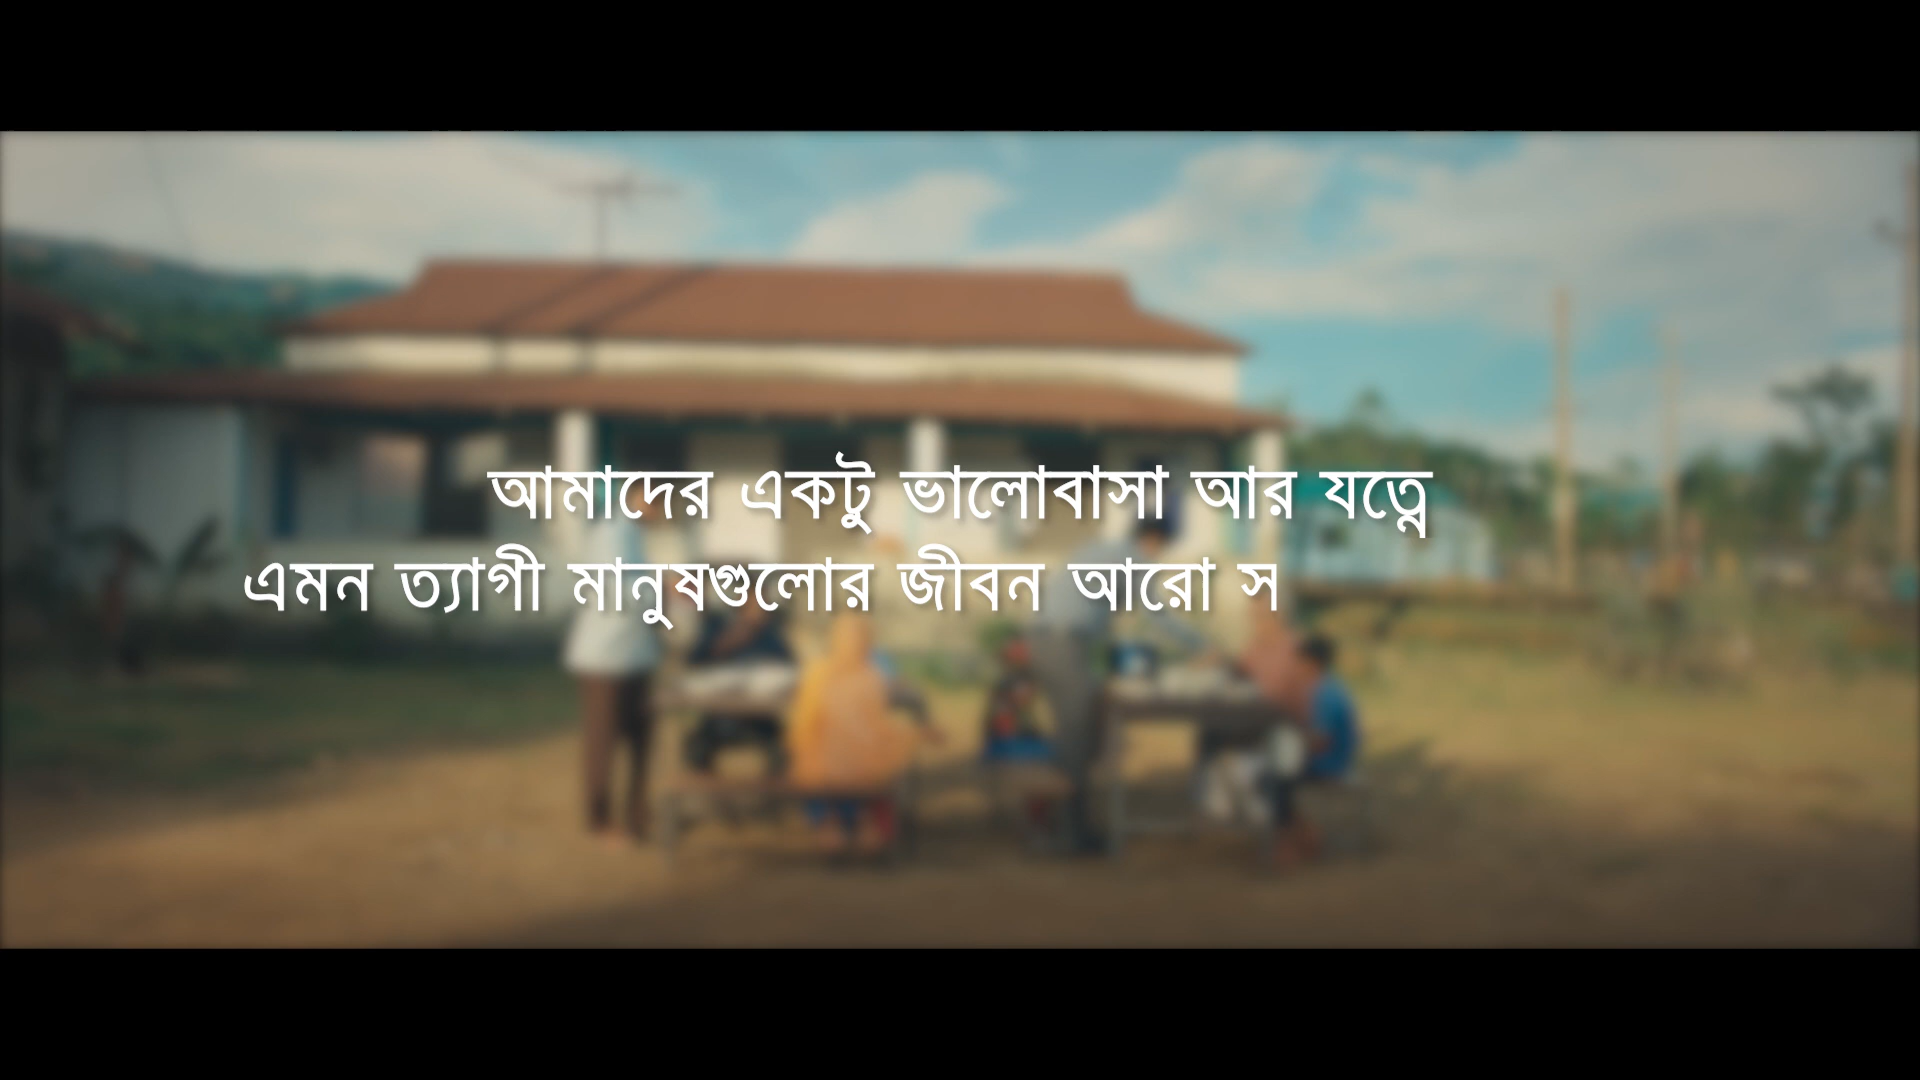 আমাদের একটু ভালোবাসা আর যত্নে
এমন ত্যাগী মানুষগুলোর জীবন আরো স